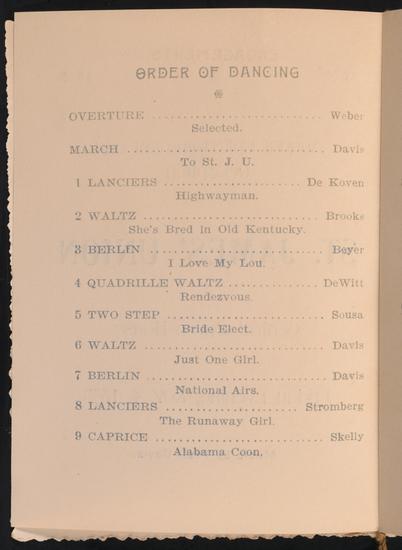 ORDER OF DANCING
OVERTURE .............................. Weber
Selected.
MARCH .................................. Davis
To St. J. U.
1 LANCIERS ........................ De Koven
Highwayman.
2 WALTZ ............................... Brooks
She's Bred In Old Kentucky.
3 BERLIN ............................... Beyer
I Love My Lou.
4 QUADRILLE WALTZ ............... DeWitt
Rendezvous.
5 TWO STEP ............................ Sousa
Bride Elect.
6 WALTZ ................................ Davis
Just One Girl.
7 BERLIN ............................... Davis
National Airs.
8 LANCIERS ....................... Stromberg
The Runaway Girl.
9 CAPRICE .............................. Skelly
Alabama Coon.